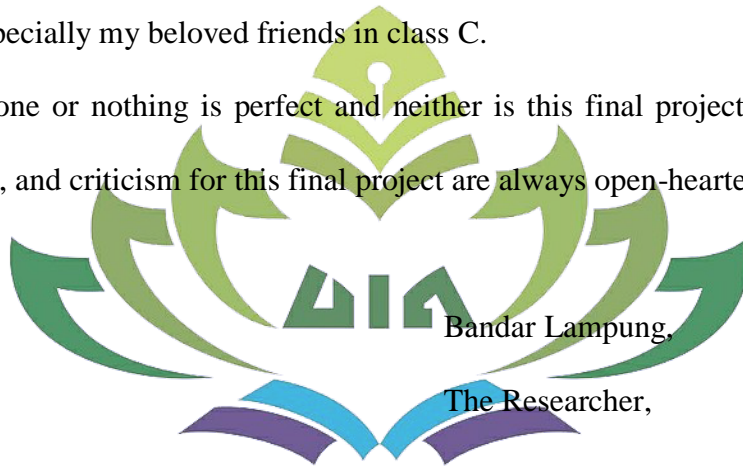 pecially my beloved friends in class C.
one or nothing is perfect and neither is this final project
, and criticism for this final project are always open-hearte
UIN
Bandar Lampung,
The Researcher,